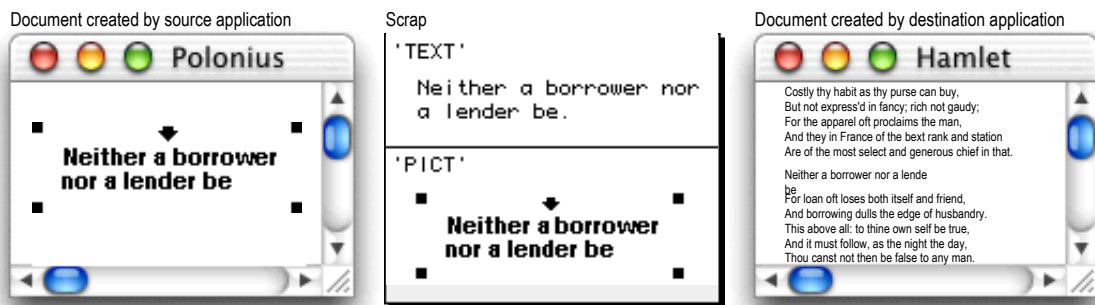 Document created by source application
Polonius
Neither a borrower
nor a lender be
Scrap
'TEXT'
Neither a borrower nor
a lender be.
'PICT'
Neither a borrower
nor a lender be
Document created by destination application
Hamlet
Costly thy habit as thy purse can buy,
But not express'd in fancy; rich not gaudy;
For the apparel oft proclaims the man,
And they in France of the bext rank and station
Are of the most select and generous chief in that.
Neither a borrower nor a lende
be
For loan oft loses both itself and friend,
And borrowing dulls the edge of husbandry.
This above all: to thine own self be true,
And it must follow, as the night the day,
Thou canst not then be false to any man.